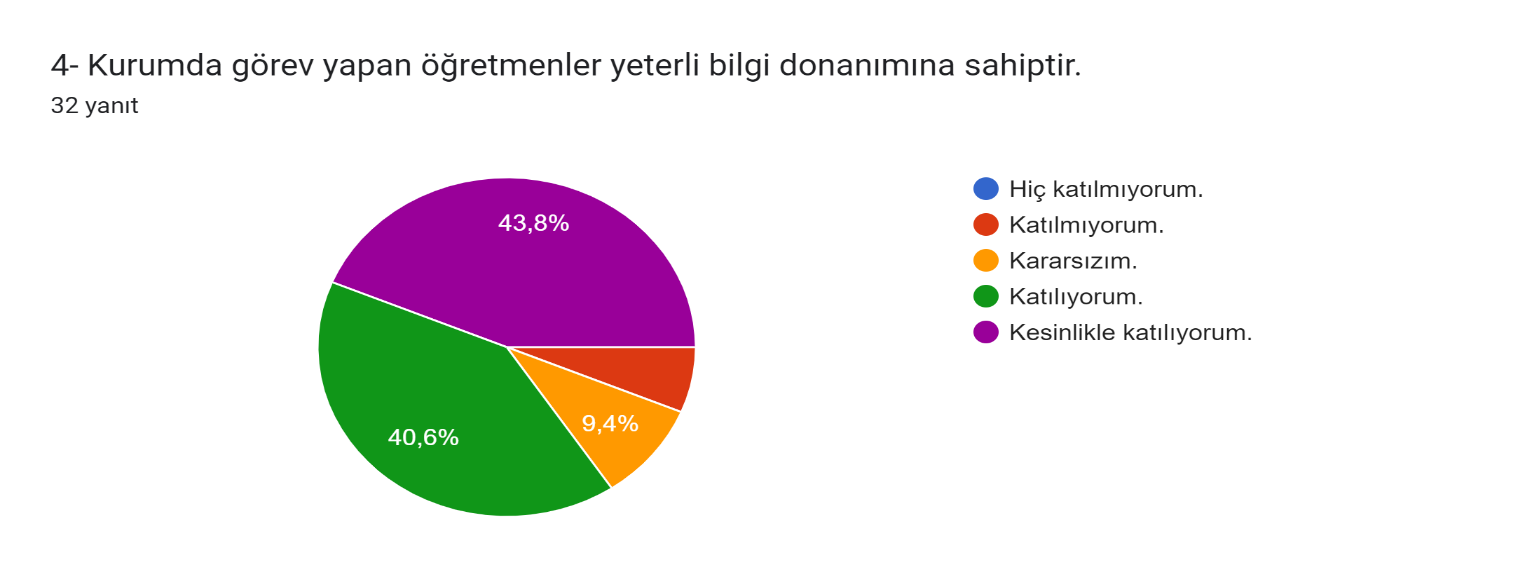 4- Kurumda görev yapan öğretmenler yeterli bilgi donanımına sahiptir.
32 yanıt
43,8%
40,6%
9,4%
Hiç katılmıyorum.
Katılmıyorum.
Kararsızım.
Katılıyorum.
Kesinlikle katılıyorum.